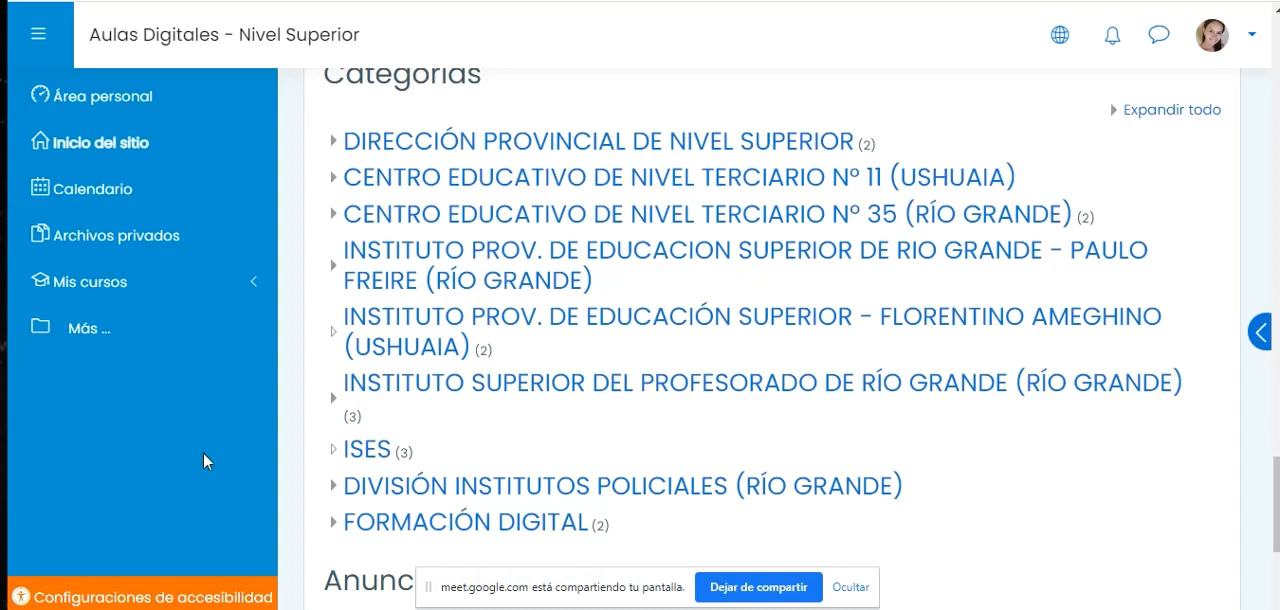 Aulas Digitales - Nivel Superior
Categorías
Expandir todo
Área personal
Inicio del sitio
Calendario
Archivos privados
Mis cursos
Más ...
DIRECCIÓN PROVINCIAL DE NIVEL SUPERIOR (2)
CENTRO EDUCATIVO DE NIVEL TERCIARIO Nº 11 (USHUAIA)
CENTRO EDUCATIVO DE NIVEL TERCIARIO Nº 35 (RÍO GRANDE) (2)
INSTITUTO PROV. DE EDUCACION SUPERIOR DE RIO GRANDE - PAULO
FREIRE (RÍO GRANDE)
INSTITUTO PROV. DE EDUCACIÓN SUPERIOR - FLORENTINO AMEGHINO
(USHUAIA) (2)
INSTITUTO SUPERIOR DEL PROFESORADO DE RÍO GRANDE (RÍO GRANDE)
(3)
ISES (3)
DIVISIÓN INSTITUTOS POLICIALES (RÍO GRANDE)
FORMACIÓN DIGITAL (2)
Anunc
meet.google.com está compartiendo tu pantalla.
Dejar de compartir
Ocultar
Configuraciones de accesibilidad